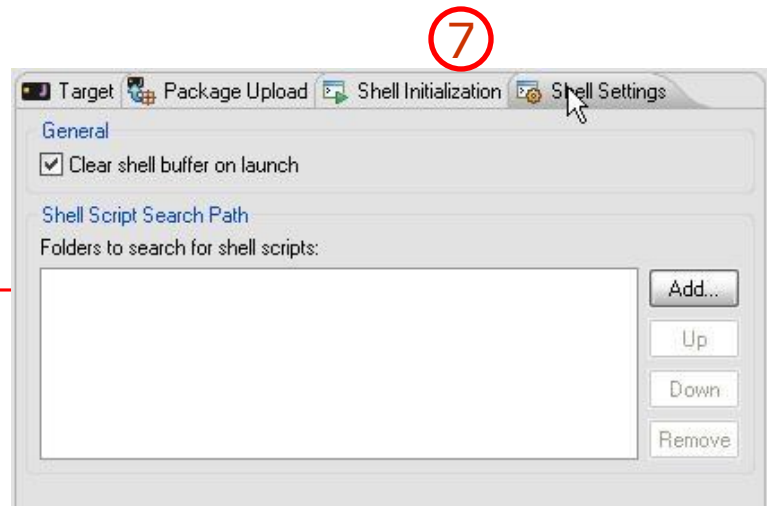 7
Target Package Upload Shell Initialization Shell Settings
General
Clear shell buffer on launch
Shell Script Search Path
Folders to search for shell scripts:
Add...
Up
Down
Remove